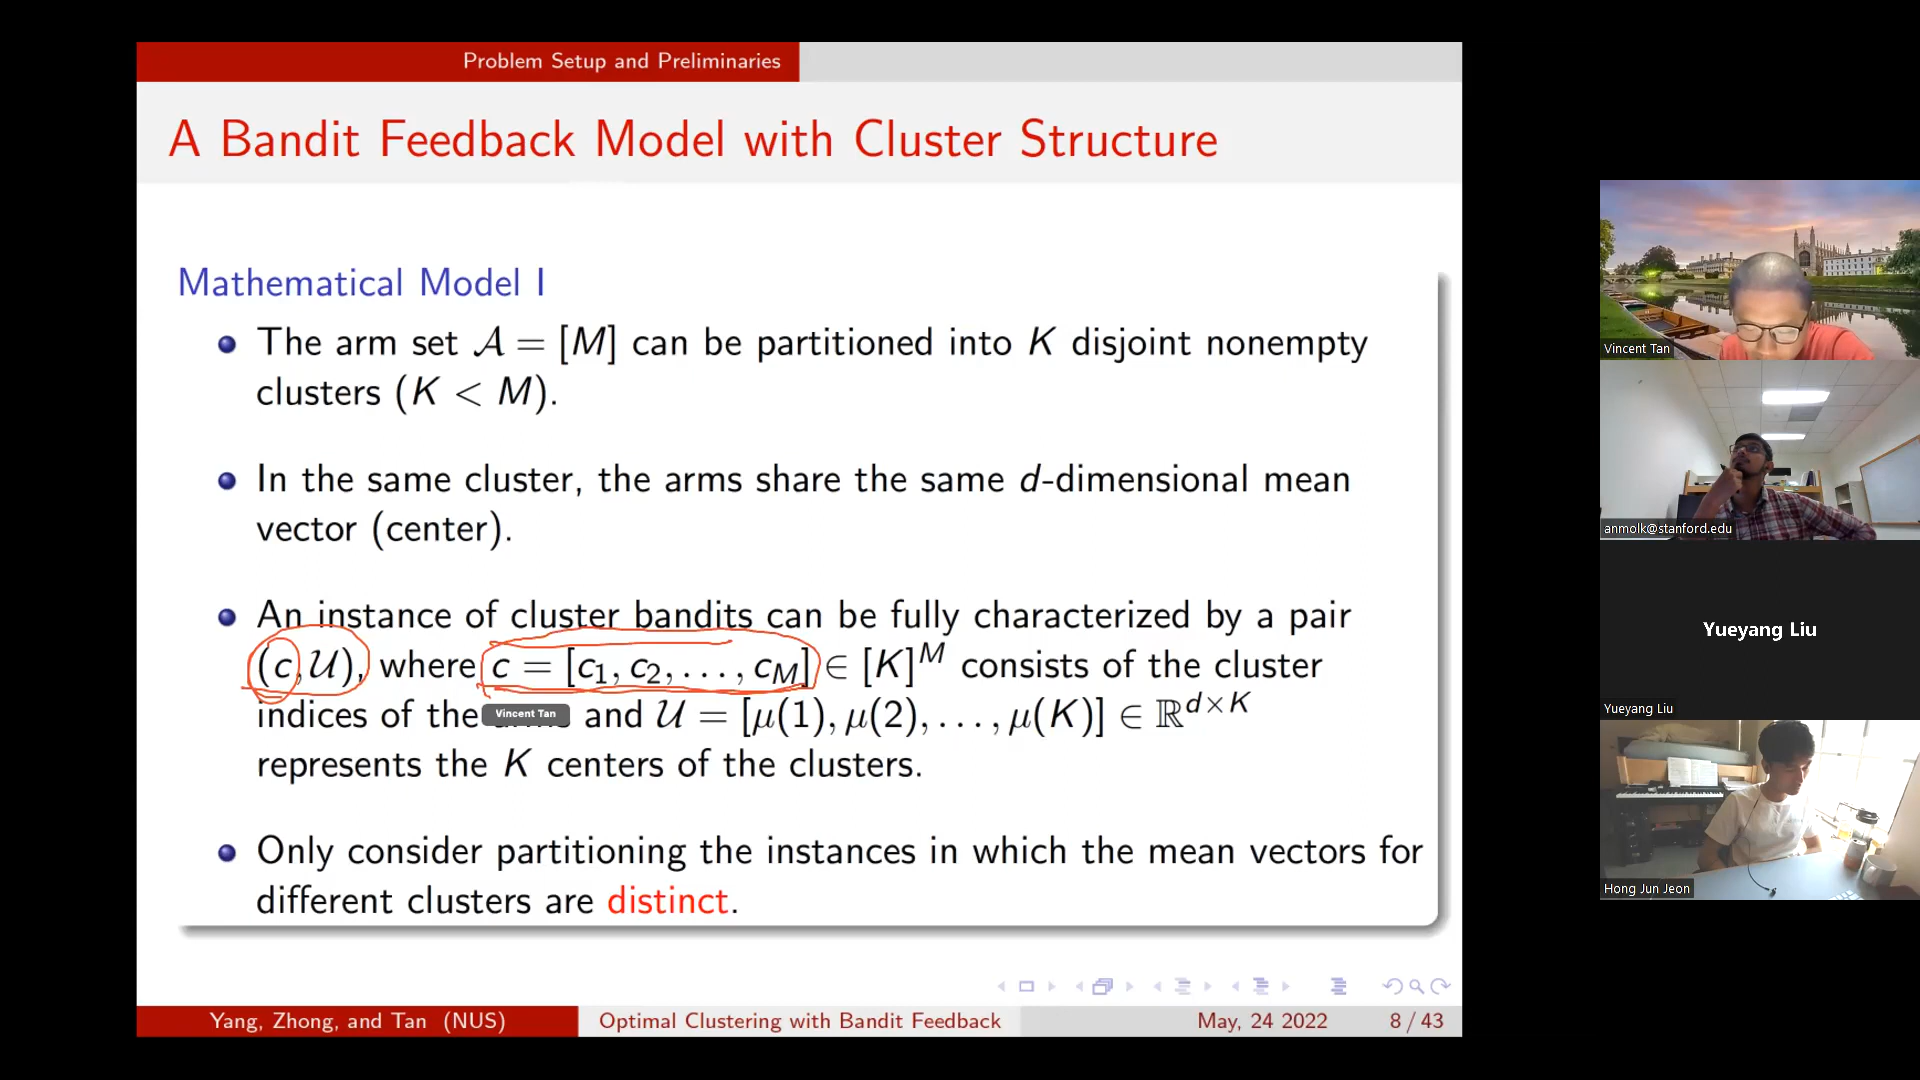 Problem Setup and Preliminaries
A Bandit Feedback Model with Cluster Structure
Mathematical Model I
The arm set 𝒜 = [M] can be partitioned into K disjoint nonempty
clusters (K < M).
In the same cluster, the arms share the same d-dimensional mean
vector (center).
An instance of cluster bandits can be fully characterized by a pair
(c, 𝒰), where c = [c₁, c₂, . . . , c_M] ∈ [K]^M consists of the cluster
indices of the and 𝒰 = [μ(1), μ(2), . . . , μ(K)] ∈ ℝ^{d×K}
Vincent Tan
represents the K centers of the clusters.
Only consider partitioning the instances in which the mean vectors for
different clusters are distinct.
Yang, Zhong, and Tan (NUS)
Optimal Clustering with Bandit Feedback
May, 24 2022
8 / 43
Vincent Tan
anmolk@stanford.edu
Yueyang Liu
Yueyang Liu
Hong Jun Jeon